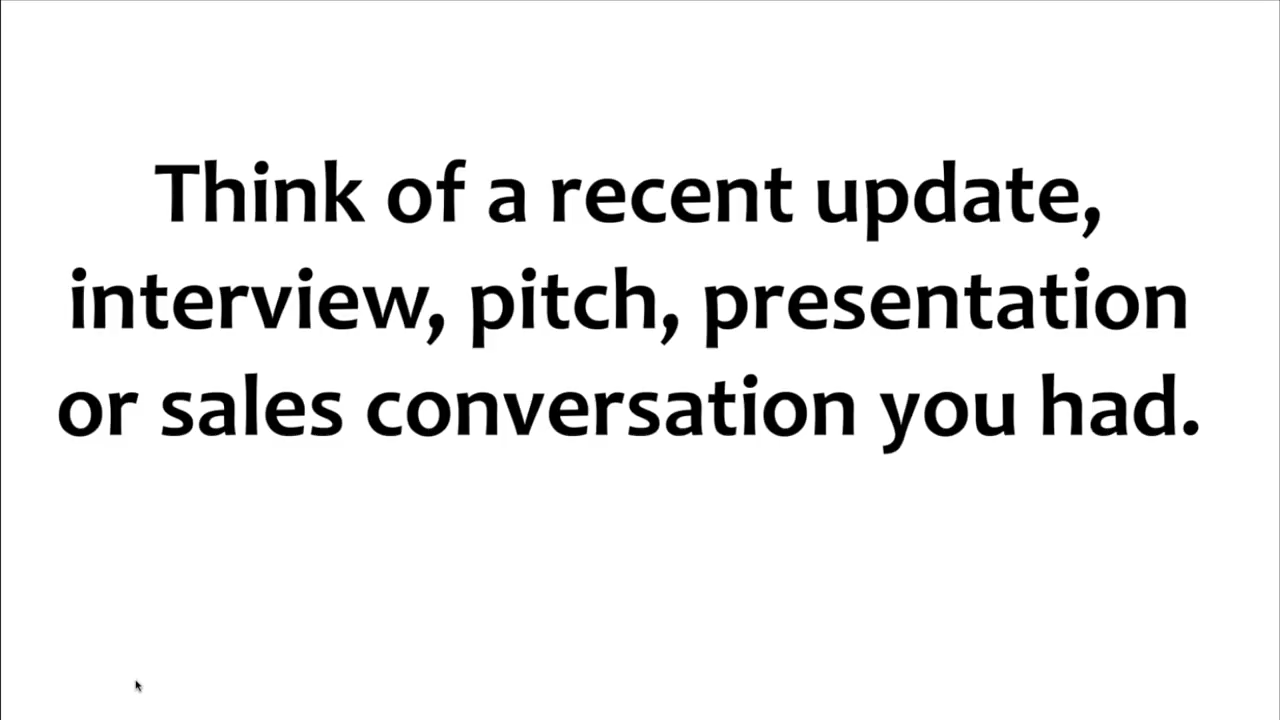 Think of a recent update,
interview, pitch, presentation
or sales conversation you had.